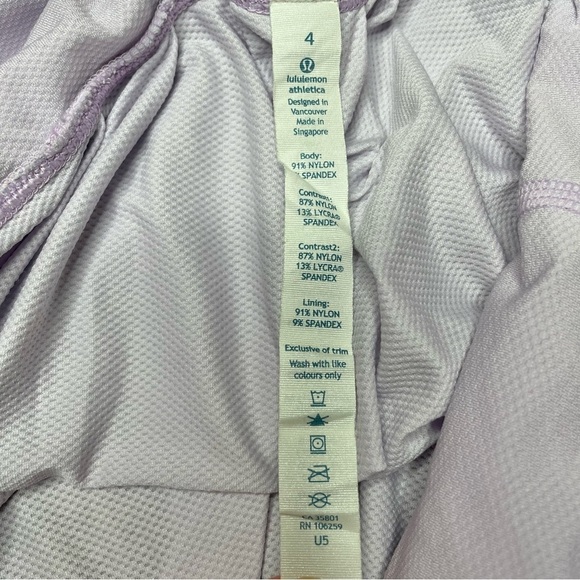 4
lululemon
athletica
Designed in
Vancouver
Made in
Singapore
Body:
91% NYLON
% SPANDEX
87% NYLON
13% LYCRA®
SPANDEX
Contrast2:
87% NYLON
13% LYCRA®
SPANDEX
Lining:
91% NYLON
9% SPANDEX
Exclusive of trim
Wash with like
colours only
CA 35801
RN 106259
U5